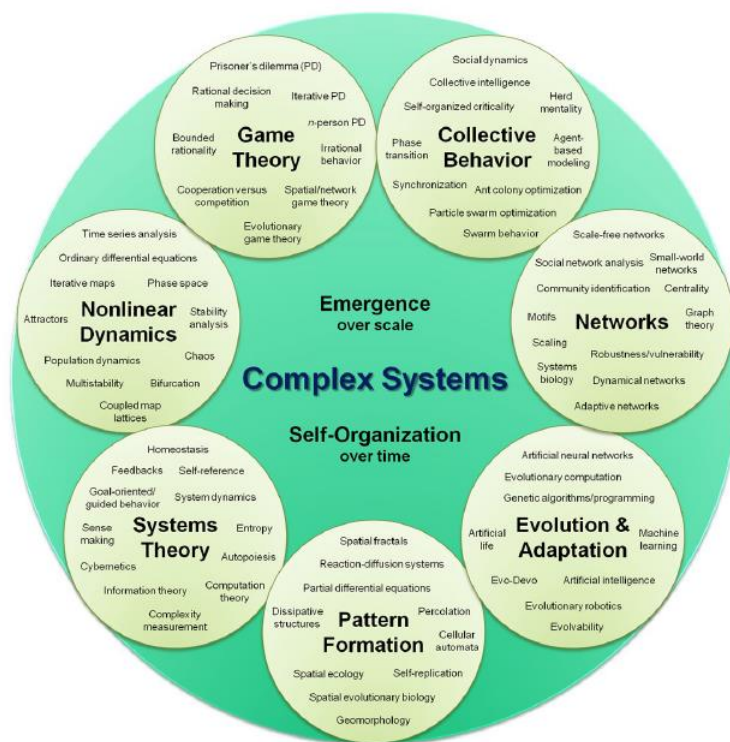 Prisoner's dilemma (PD)
Rational decision
making
Iterative PD
n-person PD
Bounded
rationality
Game
Theory
Irrational
behavior
Cooperation versus
competition
Spatial/network
game theory
Evolutionary
game theory
Social dynamics
Collective intelligence
Herd
mentality
Self-organized criticality
Phase
transition
Collective
Behavior
Agent-
based
modeling
Synchronization
Ant colony optimization
Particle swarm optimization
Swarm behavior
Time series analysis
Ordinary differential equations
Iterative maps
Phase space
Attractors
Nonlinear
Dynamics
Stability
analysis
Population dynamics
Chaos
Multistability
Bifurcation
Coupled map
lattices
Emergence
over scale
Complex Systems
Self-Organization
over time
Scale-free networks
Social network analysis
Small-world
networks
Community identification
Centrality
Motifs
Networks
Graph
theory
Scaling
Robustness/vulnerability
Systems
biology
Dynamical networks
Adaptive networks
Homeostasis
Feedbacks
Self-reference
Goal-oriented/
guided behavior
System dynamics
Sense
making
Systems
Theory
Entropy
Cybernetics
Autopoiesis
Information theory
Computation
theory
Complexity
measurement
Spatial fractals
Reaction-diffusion systems
Partial differential equations
Dissipative
structures
Pattern
Formation
Percolation
Cellular
automata
Spatial ecology
Self-replication
Spatial evolutionary biology
Geomorphology
Artificial neural networks
Evolutionary computation
Genetic algorithms/programming
Artificial
life
Evolution &
Adaptation
Machine
learning
Evo-Devo
Artificial intelligence
Evolutionary robotics
Evolvability